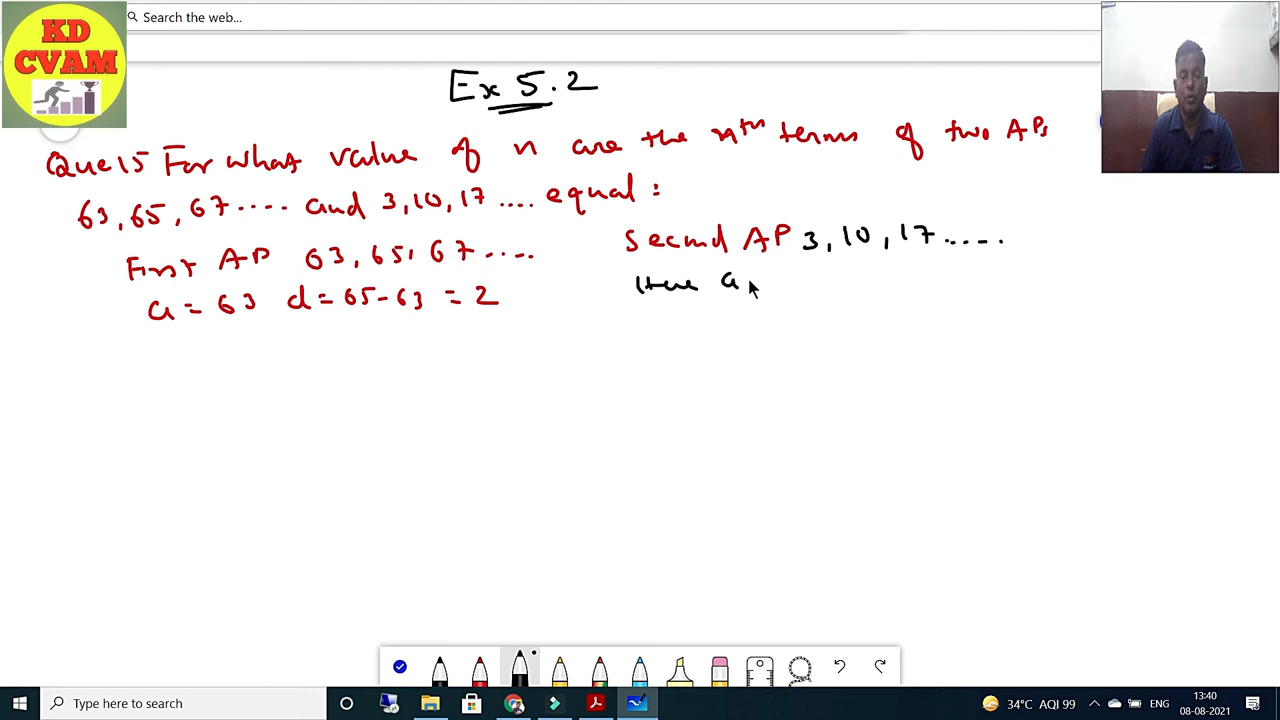 KD
CVAM
Search the web...
Ex 5.2
Que15 For what value of n are the nth terms of two APs
63, 65, 67.... and 3, 10, 17 .... equal :
First AP 63, 65, 67....
a = 63 d = 65-63 = 2
Second AP 3, 10, 17.....
Here a
Type here to search
34°C AQI 99
ENG
13:40
08-08-2021